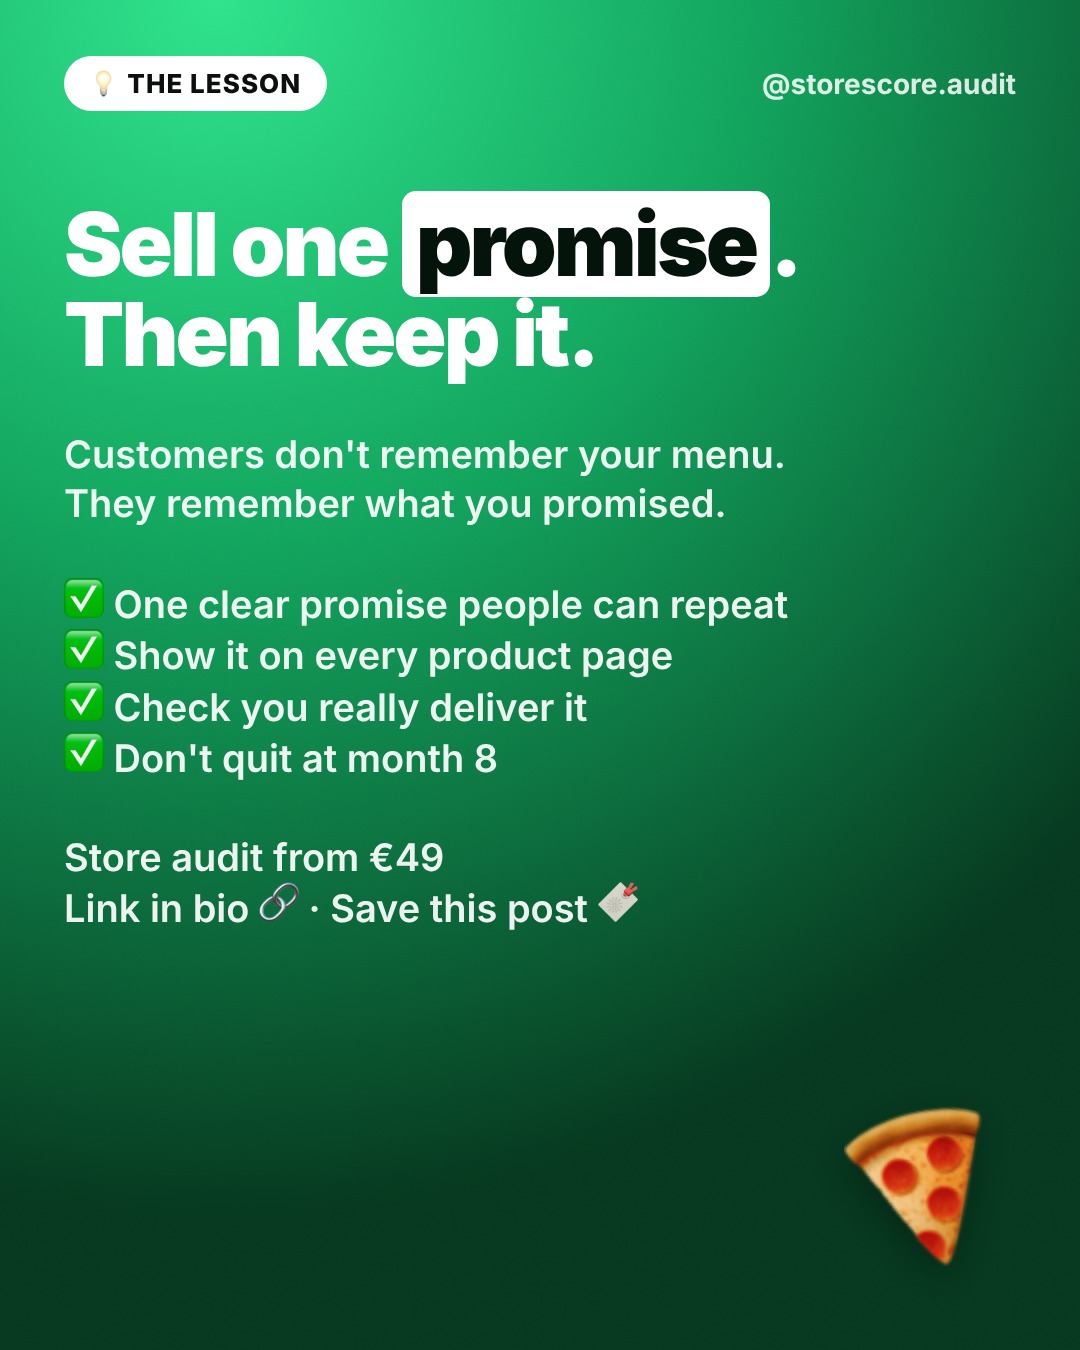 💡 THE LESSON
@storescore.audit
Sell one promise.
Then keep it.
Customers don't remember your menu.
They remember what you promised.
✅ One clear promise people can repeat
✅ Show it on every product page
✅ Check you really deliver it
✅ Don't quit at month 8
Store audit from €49
Link in bio 🔗 · Save this post 🔖